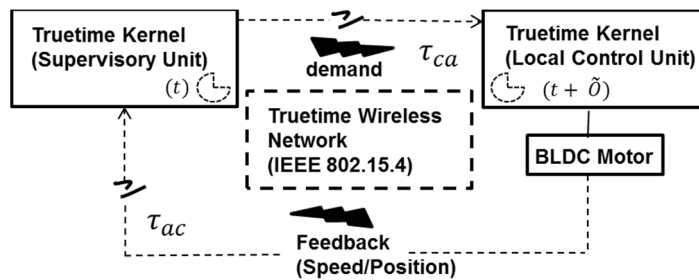 Truetime Kernel
(Supervisory Unit)
(t)
demand
τca
Truetime Kernel
(Local Control Unit)
(t + Õ)
Truetime Wireless
Network
(IEEE 802.15.4)
BLDC Motor
τac
Feedback
(Speed/Position)